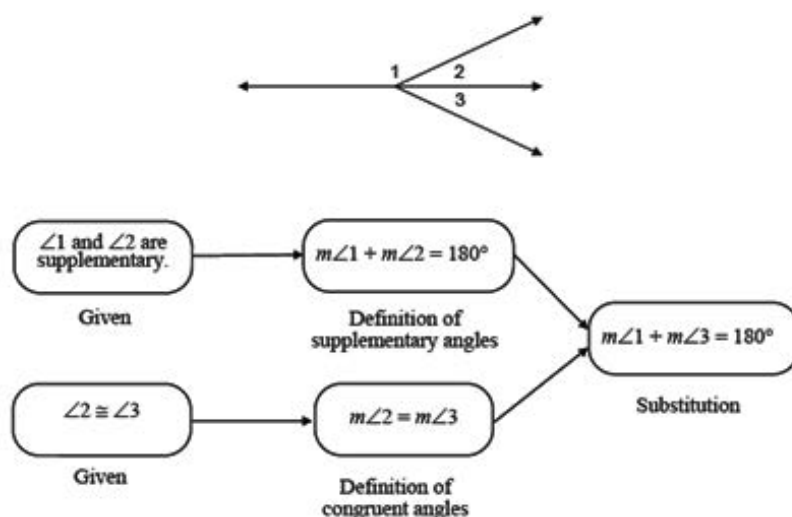 1
2
3
∠1 and ∠2 are
supplementary.
Given
m∠1 + m∠2 = 180°
Definition of
supplementary angles
m∠1 + m∠3 = 180°
Substitution
∠2 ≅ ∠3
Given
m∠2 = m∠3
Definition of
congruent angles